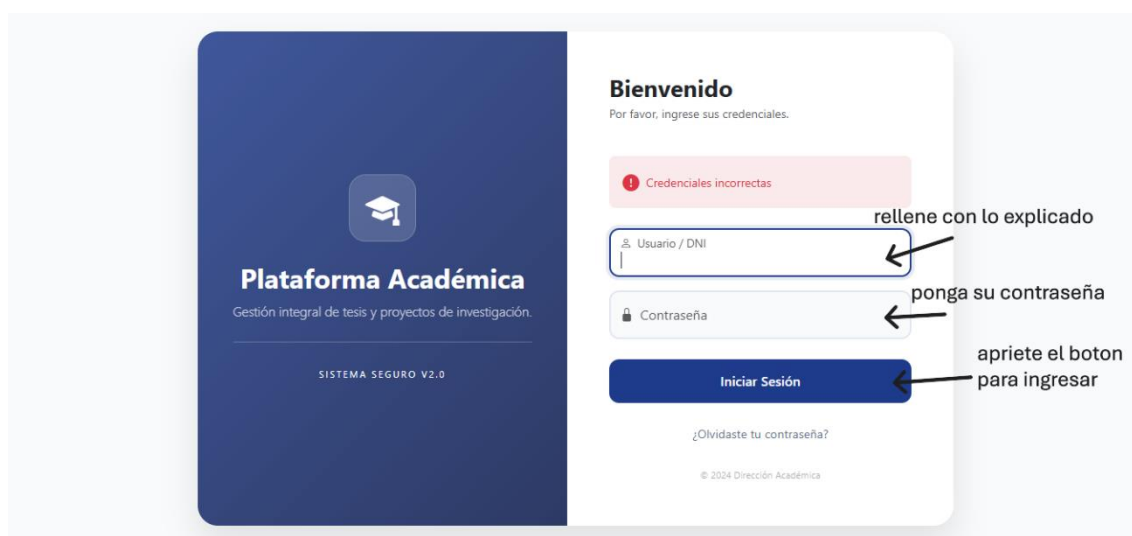 Plataforma Académica
Gestión integral de tesis y proyectos de investigación.
SISTEMA SEGURO V2.0
Bienvenido
Por favor, ingrese sus credenciales.
Credenciales incorrectas
rellene con lo explicado
Usuario / DNI
ponga su contraseña
Contraseña
apriete el boton
para ingresar
Iniciar Sesión
¿Olvidaste tu contraseña?
© 2024 Dirección Académica